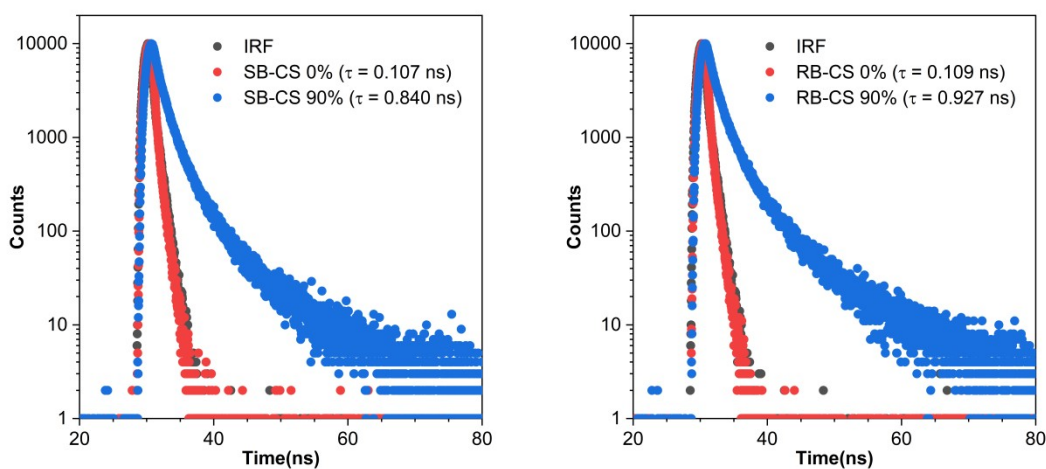 10000
1000
100
10
1
Counts
IRF
SB-CS 0% (τ = 0.107 ns)
SB-CS 90% (τ = 0.840 ns)
20 40 60 80
Time(ns)
10000
1000
100
10
1
Counts
IRF
RB-CS 0% (τ = 0.109 ns)
RB-CS 90% (τ = 0.927 ns)
20 40 60 80
Time(ns)